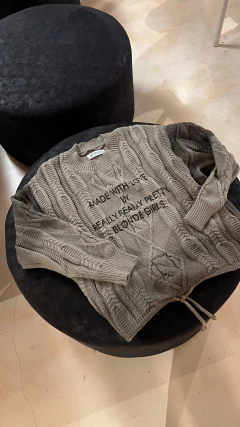 MADE WITH LOVE
BY
REALLY REALLY PRETTY
BLONDE GIRLS